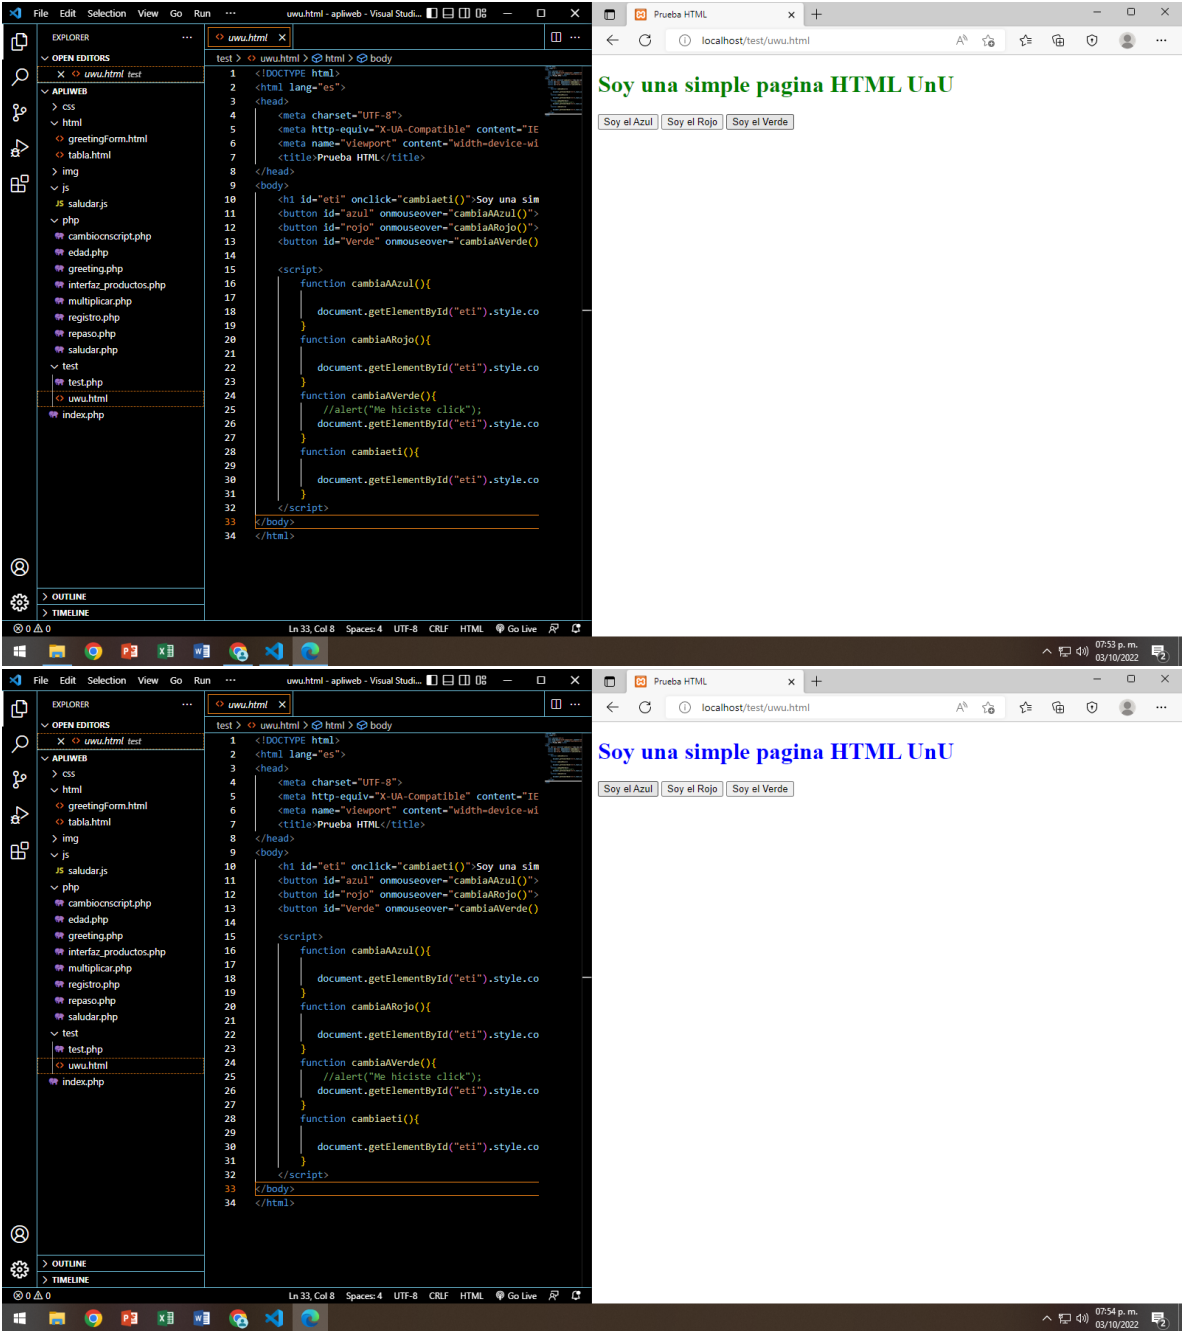 File Edit Selection View Go Run ··· uwu.html - apliweb - Visual Studi...
EXPLORER ···
OPEN EDITORS
uwu.html test
APLIWEB
css
html
greetingForm.html
tabla.html
img
js
JS saludar.js
php
cambiocnscript.php
edad.php
greeting.php
interfaz_productos.php
multiplicar.php
registro.php
repaso.php
saludar.php
test
test.php
uwu.html
index.php
OUTLINE
TIMELINE
uwu.html
test > uwu.html > html > body
1 <!DOCTYPE html>
2 <html lang="es">
3 <head>
4 <meta charset="UTF-8">
5 <meta http-equiv="X-UA-Compatible" content="IE
6 <meta name="viewport" content="width=device-wi
7 <title>Prueba HTML</title>
8 </head>
9 <body>
10 <h1 id="eti" onclick="cambiaeti()">Soy una sim
11 <button id="azul" onmouseover="cambiaAAzul()">
12 <button id="rojo" onmouseover="cambiaARojo()">
13 <button id="Verde" onmouseover="cambiaAVerde()
14
15 <script>
16 function cambiaAAzul(){
17
18 document.getElementById("eti").style.co
19 }
20 function cambiaARojo(){
21
22 document.getElementById("eti").style.co
23 }
24 function cambiaAVerde(){
25 //alert("Me hiciste click");
26 document.getElementById("eti").style.co
27 }
28 function cambiaeti(){
29
30 document.getElementById("eti").style.co
31 }
32 </script>
33 </body>
34 </html>
0 0 Ln 33, Col 8 Spaces: 4 UTF-8 CRLF HTML Go Live
Prueba HTML
localhost/test/uwu.html
Soy una simple pagina HTML UnU
Soy el Azul Soy el Rojo Soy el Verde
07:53 p. m.
03/10/2022
2
File Edit Selection View Go Run ··· uwu.html - apliweb - Visual Studi...
EXPLORER ···
OPEN EDITORS
uwu.html test
APLIWEB
css
html
greetingForm.html
tabla.html
img
js
JS saludar.js
php
cambiocnscript.php
edad.php
greeting.php
interfaz_productos.php
multiplicar.php
registro.php
repaso.php
saludar.php
test
test.php
uwu.html
index.php
OUTLINE
TIMELINE
uwu.html
test > uwu.html > html > body
1 <!DOCTYPE html>
2 <html lang="es">
3 <head>
4 <meta charset="UTF-8">
5 <meta http-equiv="X-UA-Compatible" content="IE
6 <meta name="viewport" content="width=device-wi
7 <title>Prueba HTML</title>
8 </head>
9 <body>
10 <h1 id="eti" onclick="cambiaeti()">Soy una sim
11 <button id="azul" onmouseover="cambiaAAzul()">
12 <button id="rojo" onmouseover="cambiaARojo()">
13 <button id="Verde" onmouseover="cambiaAVerde()
14
15 <script>
16 function cambiaAAzul(){
17
18 document.getElementById("eti").style.co
19 }
20 function cambiaARojo(){
21
22 document.getElementById("eti").style.co
23 }
24 function cambiaAVerde(){
25 //alert("Me hiciste click");
26 document.getElementById("eti").style.co
27 }
28 function cambiaeti(){
29
30 document.getElementById("eti").style.co
31 }
32 </script>
33 </body>
34 </html>
0 0 Ln 33, Col 8 Spaces: 4 UTF-8 CRLF HTML Go Live
Prueba HTML
localhost/test/uwu.html
Soy una simple pagina HTML UnU
Soy el Azul Soy el Rojo Soy el Verde
07:54 p. m.
03/10/2022
2